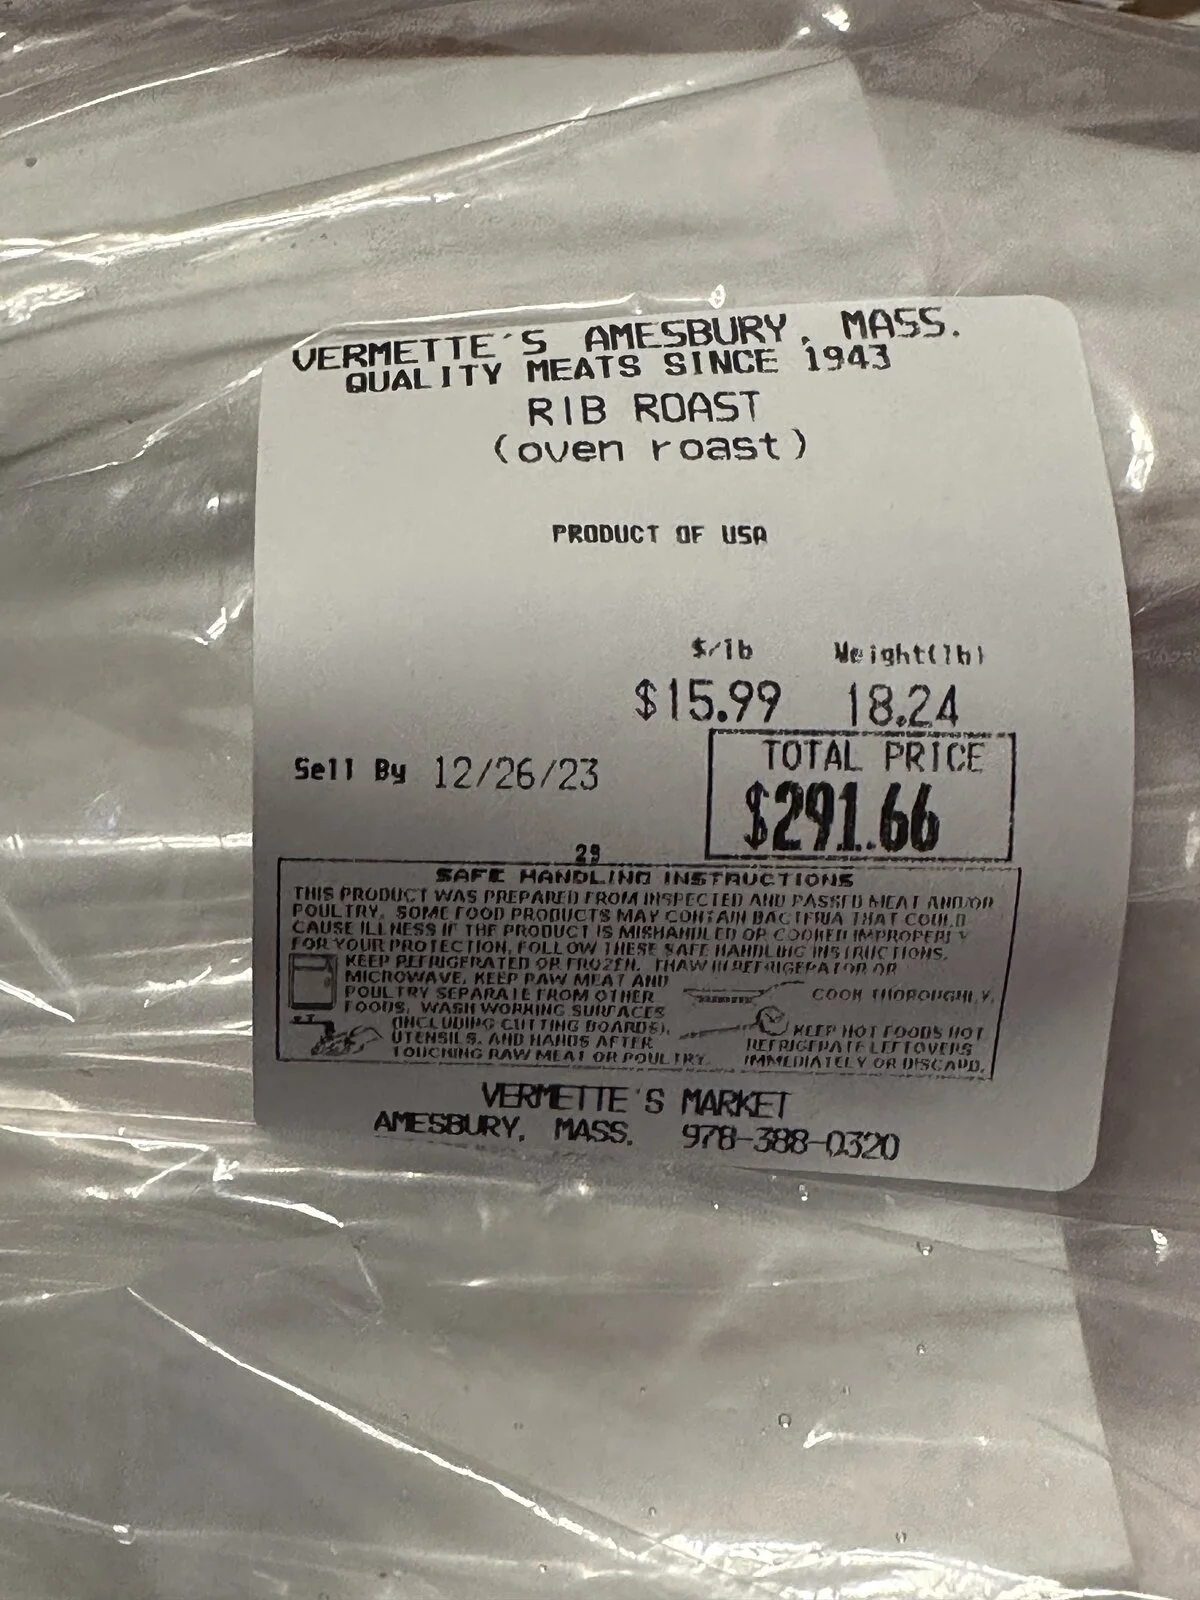 VERMETTE'S AMESBURY, MASS.
QUALITY MEATS SINCE 1943
RIB ROAST
(oven roast)
PRODUCT OF USA
$/lb Weight(lb)
$15.99 18.24
TOTAL PRICE
Sell By 12/26/23
$291.66
29
SAFE HANDLING INSTRUCTIONS
THIS PRODUCT WAS PREPARED FROM INSPECTED AND PASSED MEAT AND/OR
POULTRY. SOME FOOD PRODUCTS MAY CONTAIN BACTERIA THAT COULD
CAUSE ILLNESS IF THE PRODUCT IS MISHANDLED OR COOKED IMPROPERLY
FOR YOUR PROTECTION, FOLLOW THESE SAFE HANDLING INSTRUCTIONS.
KEEP REFRIGERATED OR FROZEN. THAW IN REFRIGERATOR OR
MICROWAVE. KEEP RAW MEAT AND
POULTRY SEPARATE FROM OTHER
FOODS. WASH WORKING SURFACES
(INCLUDING CUTTING BOARDS),
UTENSILS, AND HANDS AFTER
TOUCHING RAW MEAT OR POULTRY.
COOK THOROUGHLY.
KEEP HOT FOODS HOT
REFRIGERATE LEFTOVERS
IMMEDIATELY OR DISCARD.
VERMETTE'S MARKET
AMESBURY, MASS. 978-388-0320